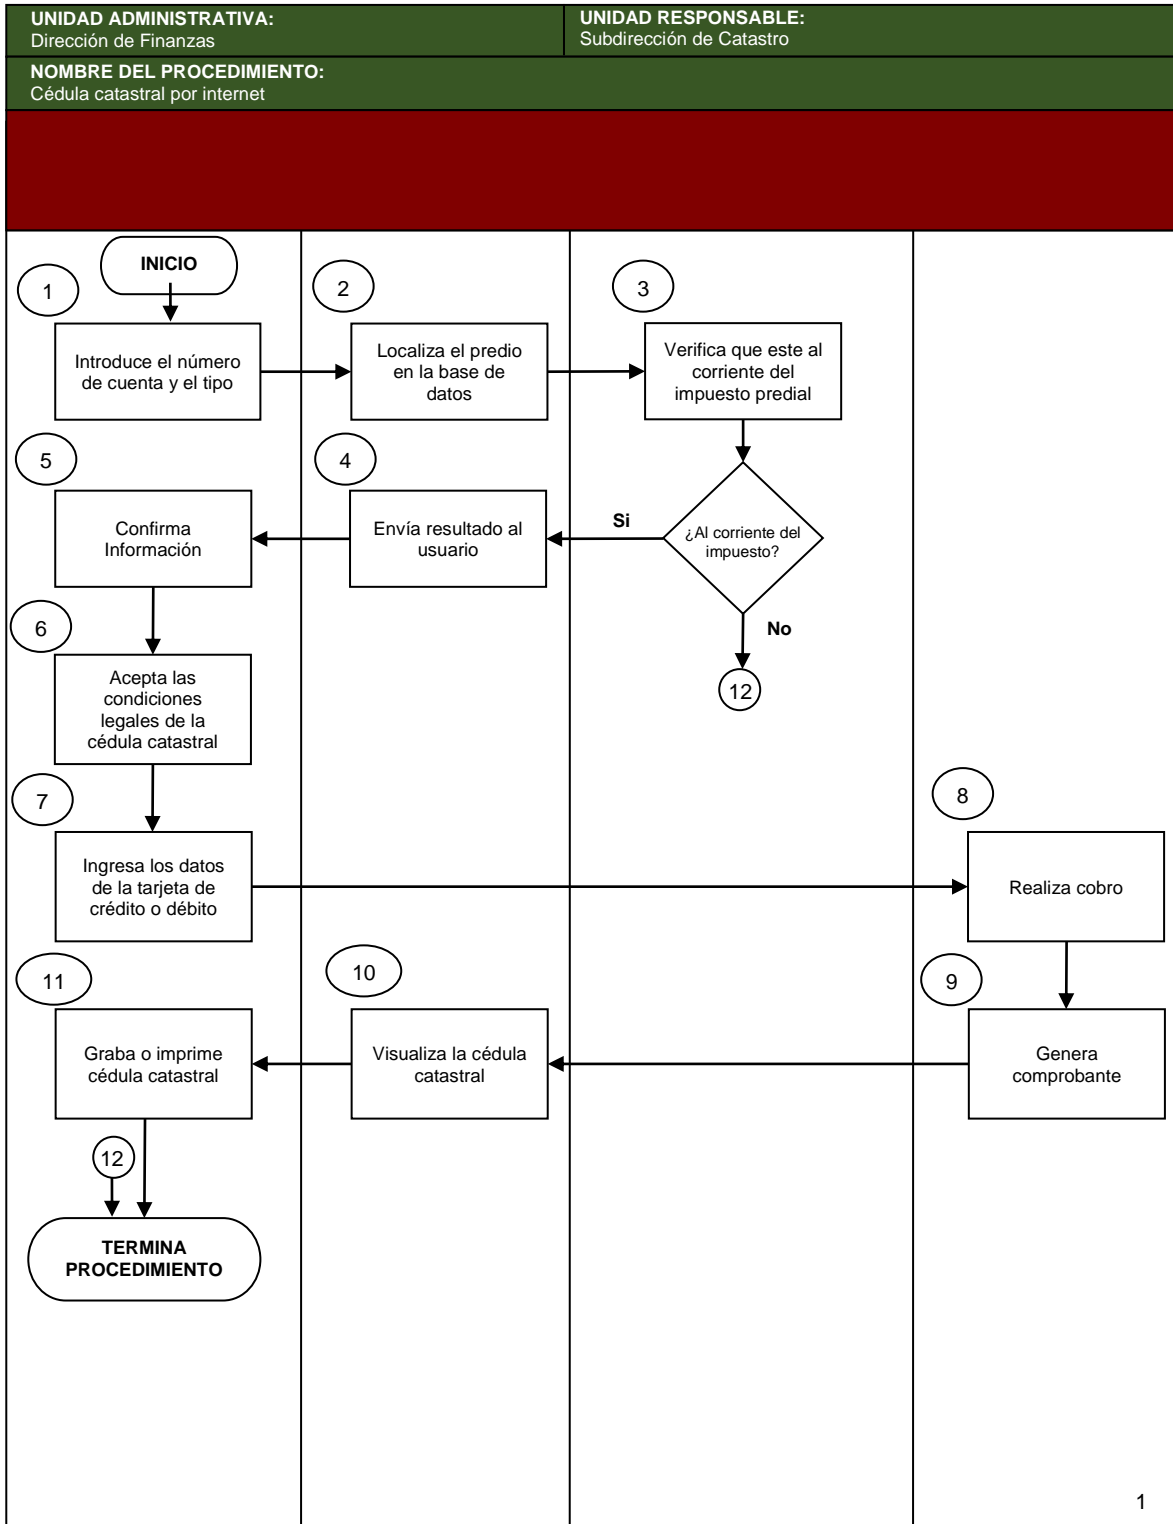 UNIDAD ADMINISTRATIVA:
Dirección de Finanzas
UNIDAD RESPONSABLE:
Subdirección de Catastro
NOMBRE DEL PROCEDIMIENTO:
Cédula catastral por internet
INICIO
1
Introduce el número
de cuenta y el tipo
2
Localiza el predio
en la base de
datos
3
Verifica que este al
corriente del
impuesto predial
¿Al corriente del
impuesto?
Si
No
12
4
Envía resultado al
usuario
5
Confirma
Información
6
Acepta las
condiciones
legales de la
cédula catastral
7
Ingresa los datos
de la tarjeta de
crédito o débito
8
Realiza cobro
9
Genera
comprobante
10
Visualiza la cédula
catastral
11
Graba o imprime
cédula catastral
12
TERMINA
PROCEDIMIENTO
1